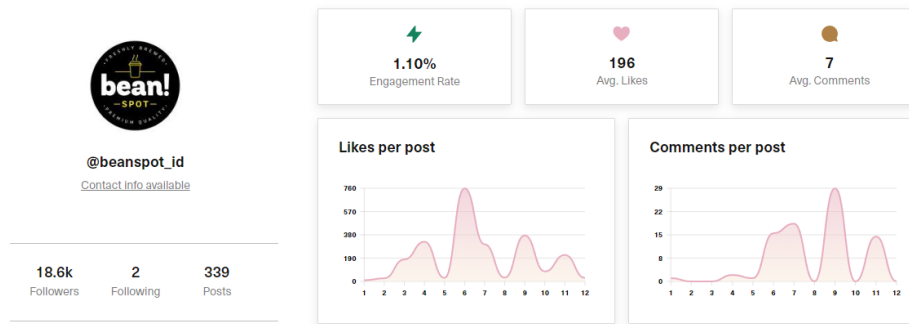 FRESHLY BREWED
bean!
SPOT
PREMIUM QUALITY
@beanspot_id
Contact info available
18.6k
Followers
2
Following
339
Posts
1.10%
Engagement Rate
196
Avg. Likes
7
Avg. Comments
Likes per post
760
570
380
190
0
1 2 3 4 5 6 7 8 9 10 11 12
Comments per post
29
22
15
8
0
1 2 3 4 5 6 7 8 9 10 11 12